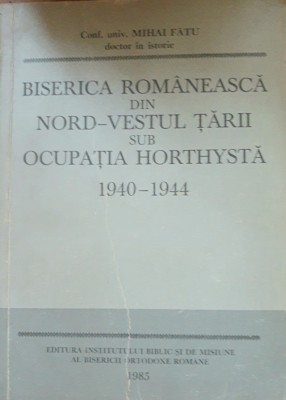 Conf. univ. MIHAI FĂTU
doctor în istorie
BISERICA ROMÂNEASCĂ
DIN
NORD-VESTUL ȚĂRII
SUB
OCUPAȚIA HORTHYSTĂ
1940-1944
EDITURA INSTITUTULUI BIBLIC ȘI DE MISIUNE
AL BISERICII ORTODOXE ROMANE
1985